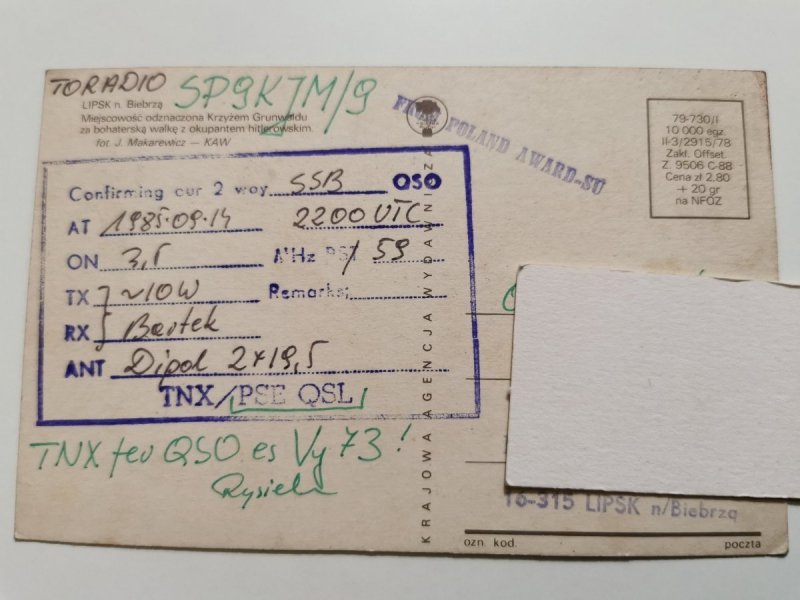 TO RADIO SP9KJM/9
LIPSK n. Biebrzą
Miejscowość odznaczona Krzyżem Grunwaldu
za bohaterską walkę z okupantem hitlerowskim.
fot. J. Makarewicz — KAW
Confirming our 2 way SSB QSO
AT 1985.09.14 2200 UTC
ON 3,5 MHz RST 59
TX ~10W Remarks:
RX Bartek
ANT Dipol 2x19,5
TNX/PSE QSL
TNX fer QSO es Vy 73!
Rysiek
KRAJOWA AGENCJA WYDAWNICZA
POLAND AWARD-SU
79-730/I
10 000 egz.
II-3/2915/78
Zakł. Offset.
Z. 9506 C-88
Cena zł 2,80
+ 20 gr
na NFOZ
16-315 LIPSK n/Biebrzą
ozn. kod. poczta